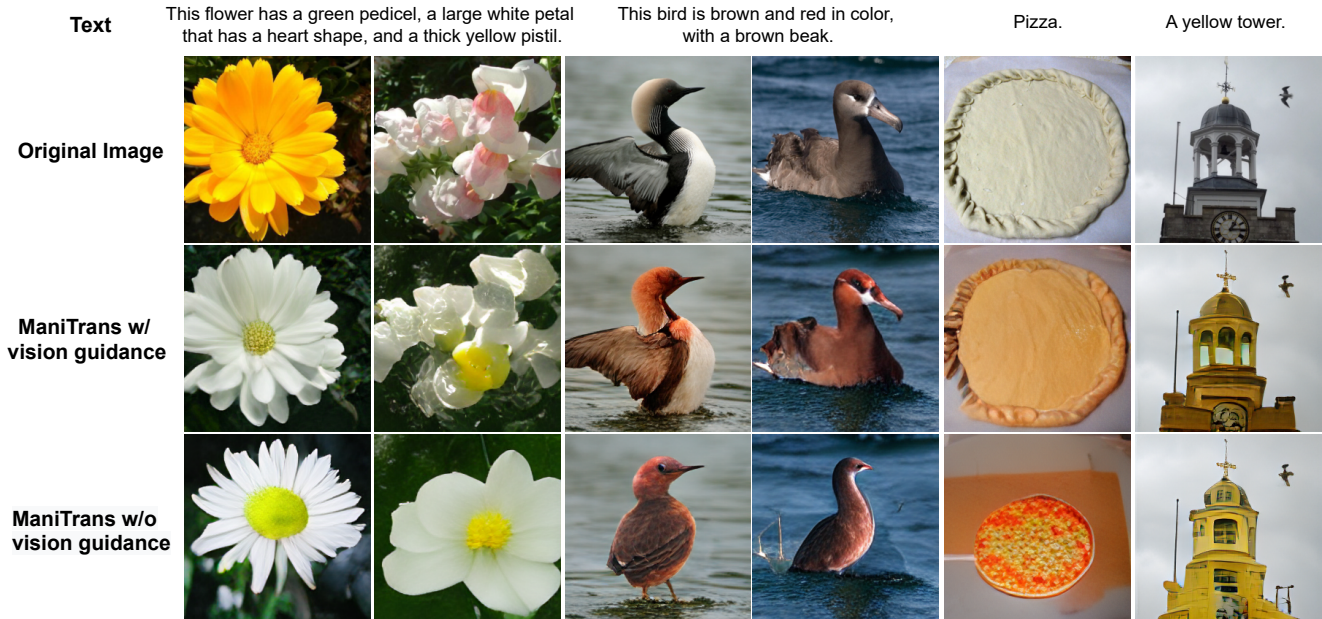 Text
This flower has a green pedicel, a large white petal
that has a heart shape, and a thick yellow pistil.
This bird is brown and red in color,
with a brown beak.
Pizza.
A yellow tower.
Original Image
ManiTrans w/
vision guidance
ManiTrans w/o
vision guidance